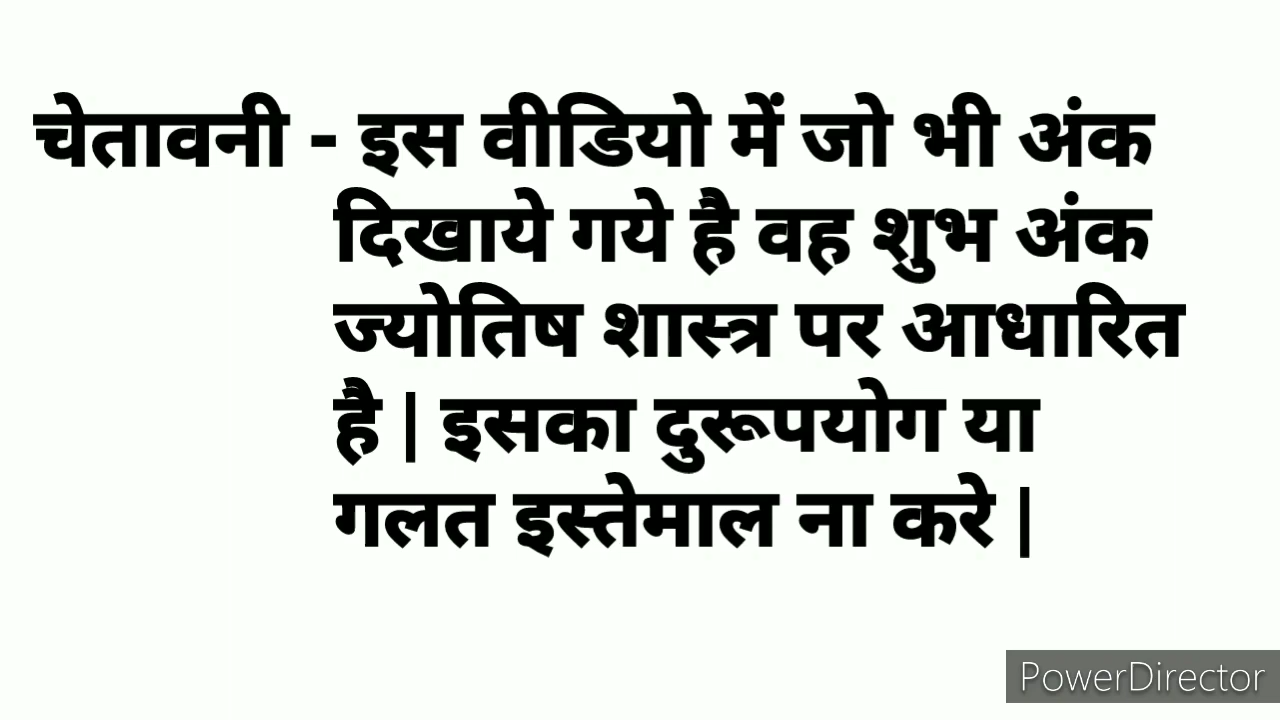 चेतावनी - इस वीडियो में जो भी अंक
दिखाये गये है वह शुभ अंक
ज्योतिष शास्त्र पर आधारित
है | इसका दुरूपयोग या
गलत इस्तेमाल ना करे |
PowerDirector